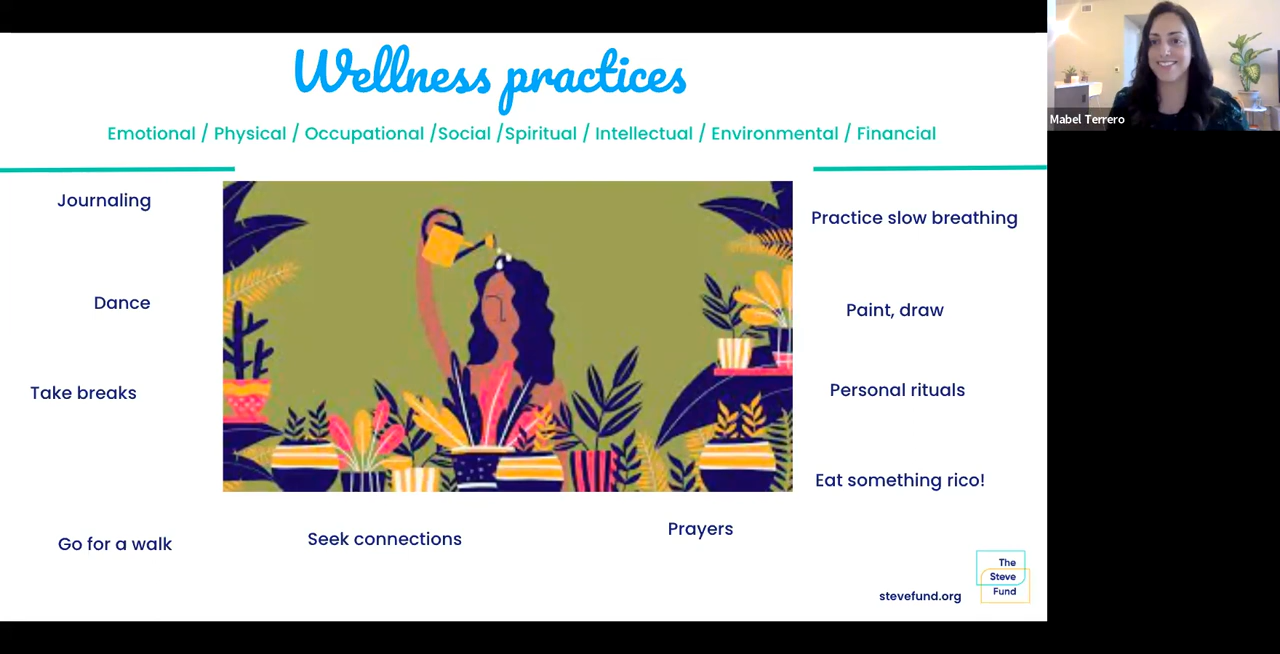 Wellness practices
Emotional / Physical / Occupational /Social /Spiritual / Intellectual / Environmental / Financial
Mabel Terrero
Journaling
Practice slow breathing
Dance
Paint, draw
Take breaks
Personal rituals
Eat something rico!
Go for a walk
Seek connections
Prayers
stevefund.org
The
Steve
Fund